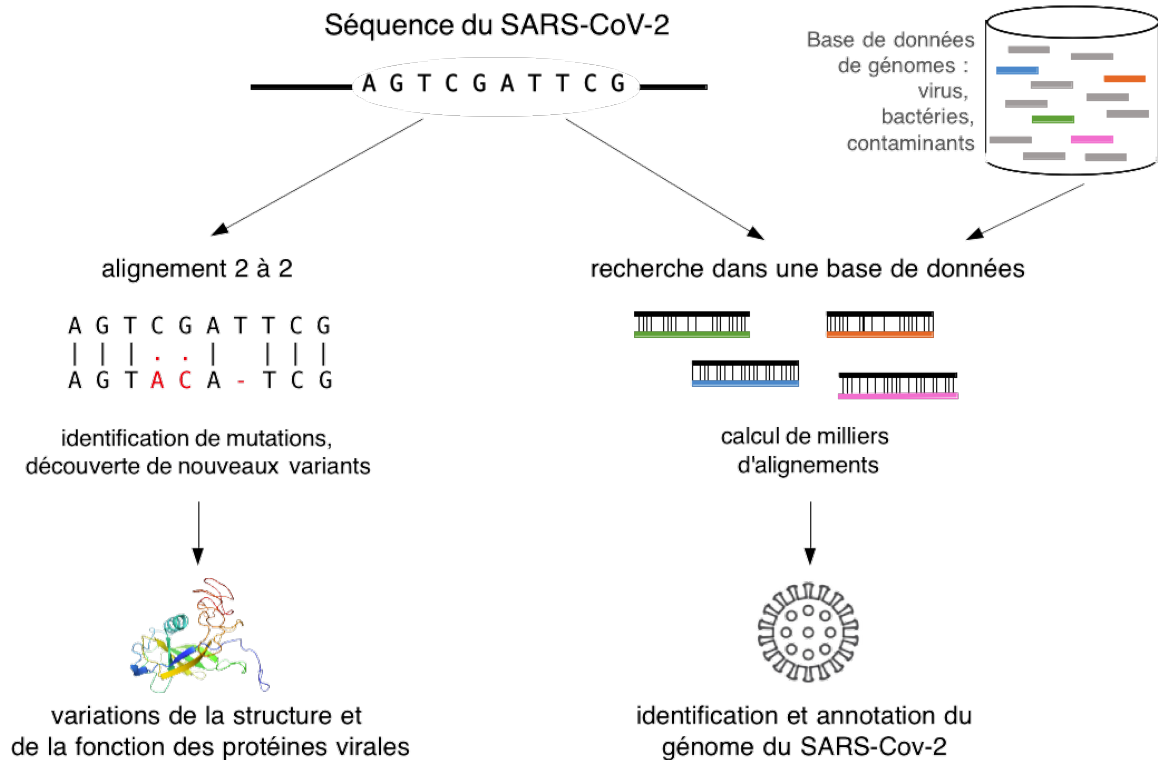 Séquence du SARS-CoV-2
A G T C G A T T C G
Base de données
de génomes :
virus,
bactéries,
contaminants
alignement 2 à 2
A G T C G A T T C G
| | | . . | | | |
A G T A C A - T C G
identification de mutations,
découverte de nouveaux variants
variations de la structure et
de la fonction des protéines virales
recherche dans une base de données
calcul de milliers
d'alignements
identification et annotation du
génome du SARS-Cov-2